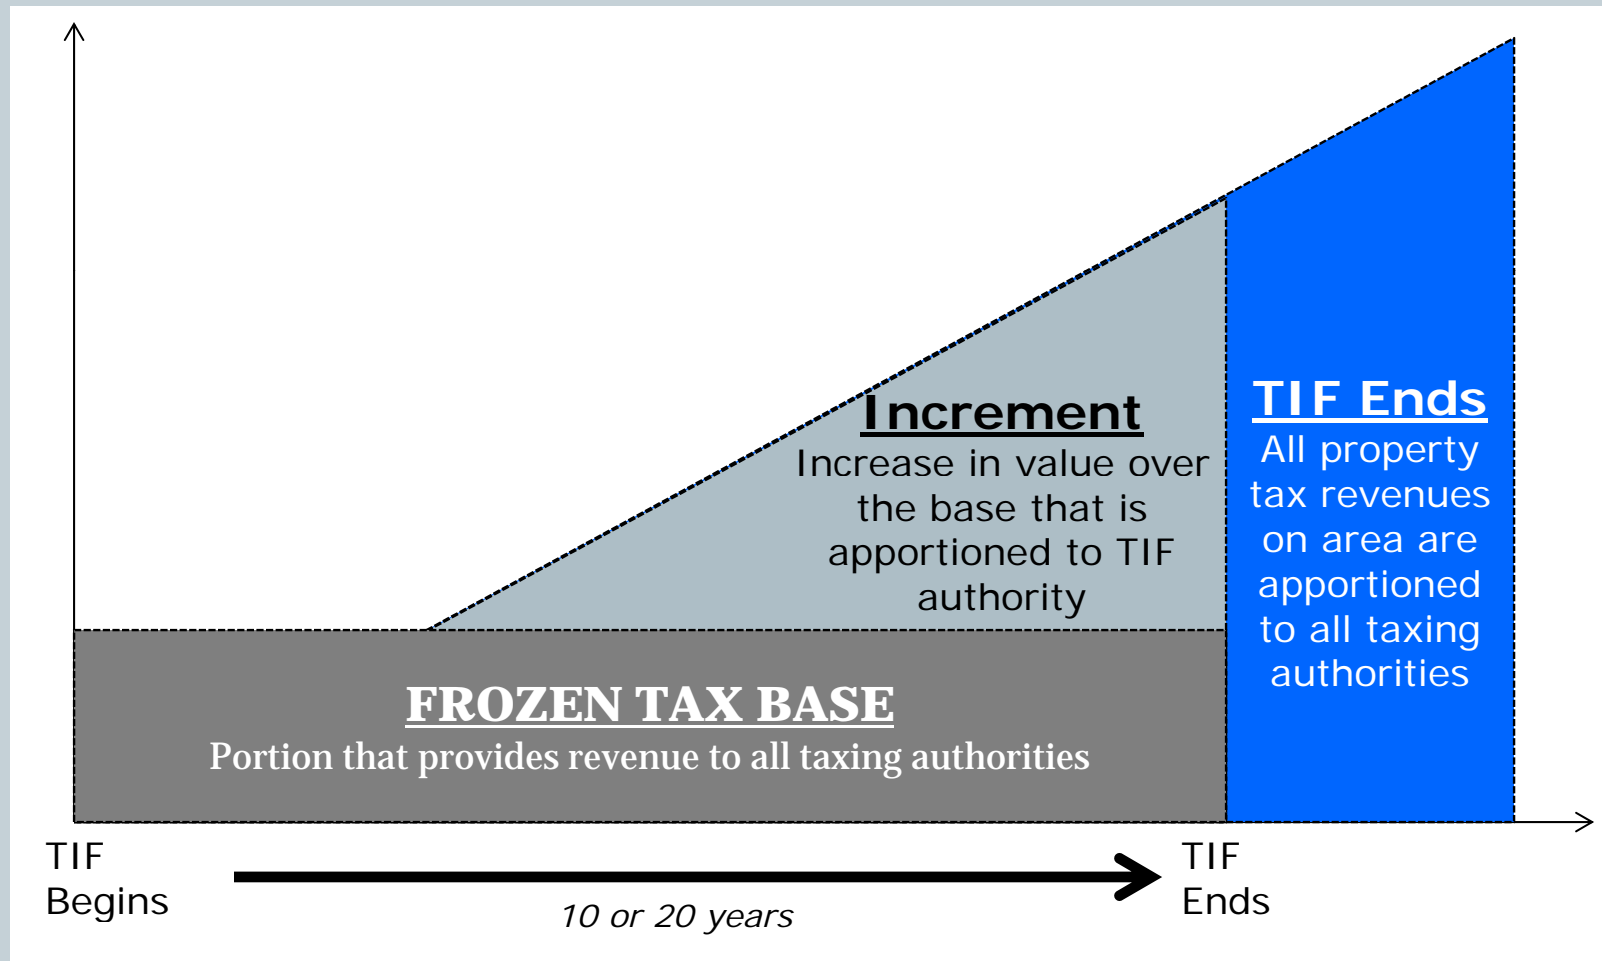 Increment
Increase in value over
the base that is
apportioned to TIF
authority
TIF Ends
All property
tax revenues
on area are
apportioned
to all taxing
authorities
FROZEN TAX BASE
Portion that provides revenue to all taxing authorities
TIF
Begins
10 or 20 years
TIF
Ends